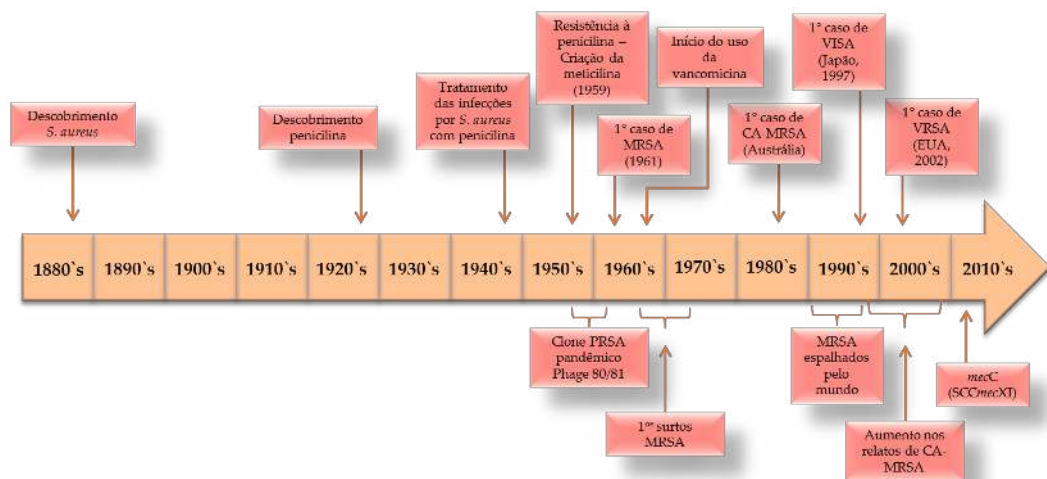 Descobrimento
S. aureus
Descobrimento
penicilina
Tratamento
das infecções
por S. aureus
com penicilina
Resistência à
penicilina –
Criação da
meticilina
(1959)
1º caso de
MRSA
(1961)
Início do uso
da
vancomicina
1º caso de
CA MRSA
(Austrália)
1º caso de
VISA
(Japão,
1997)
1º caso de
VRSA
(EUA,
2002)
1880`s 1890`s 1900`s 1910`s 1920`s 1930`s 1940`s 1950`s 1960`s 1970`s 1980`s 1990`s 2000`s 2010`s
Clone PRSA
pandêmico
Phage 80/81
1ºˢ surtos
MRSA
MRSA
espalhados
pelo
mundo
Aumento nos
relatos de CA-
MRSA
mecC
(SCCmecXI)